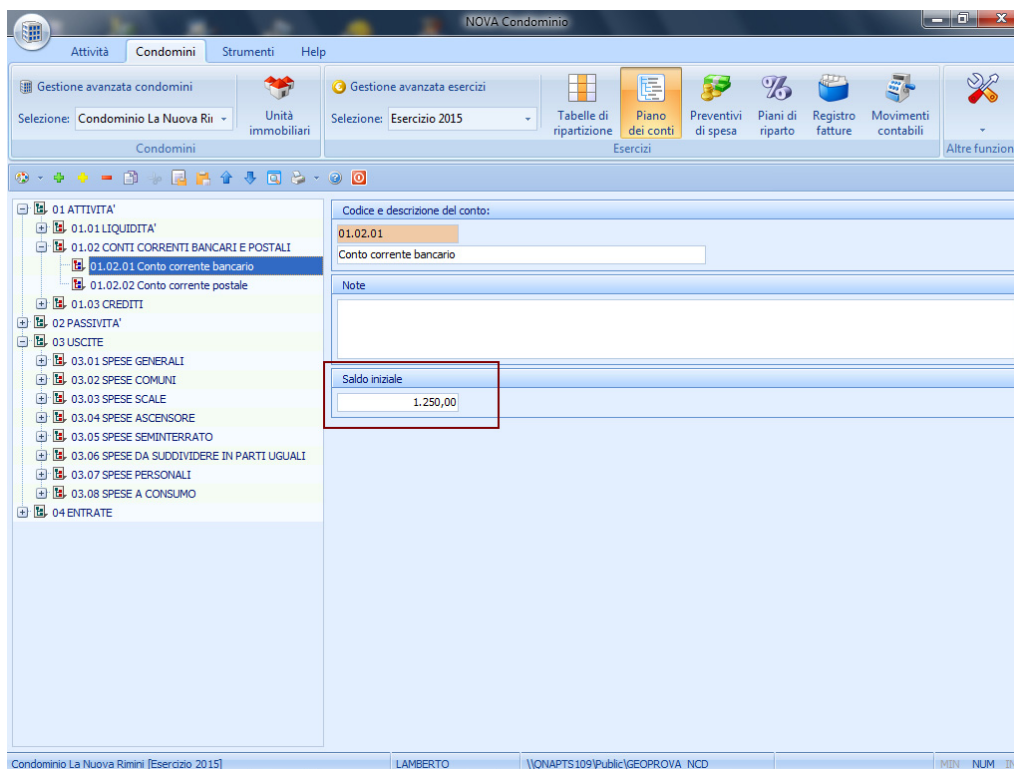 NOVA Condominio
Attività Condomini Strumenti Help
Gestione avanzata condomini
Selezione: Condominio La Nuova Rii
Unità immobiliari
Condomini
Gestione avanzata esercizi
Selezione: Esercizio 2015
Tabelle di ripartizione
Piano dei conti
Preventivi di spesa
Piani di riparto
Registro fatture
Movimenti contabili
Esercizi
Altre funzion
01 ATTIVITA'
01.01 LIQUIDITA'
01.02 CONTI CORRENTI BANCARI E POSTALI
01.02.01 Conto corrente bancario
01.02.02 Conto corrente postale
01.03 CREDITI
02 PASSIVITA'
03 USCITE
03.01 SPESE GENERALI
03.02 SPESE COMUNI
03.03 SPESE SCALE
03.04 SPESE ASCENSORE
03.05 SPESE SEMINTERRATO
03.06 SPESE DA SUDDIVIDERE IN PARTI UGUALI
03.07 SPESE PERSONALI
03.08 SPESE A CONSUMO
04 ENTRATE
Codice e descrizione del conto:
01.02.01
Conto corrente bancario
Note
Saldo iniziale
1.250,00
Condominio La Nuova Rimini [Esercizio 2015] LAMBERTO \\QNAPTS109\Public\GEOPROVA_NCD MIN NUM IN